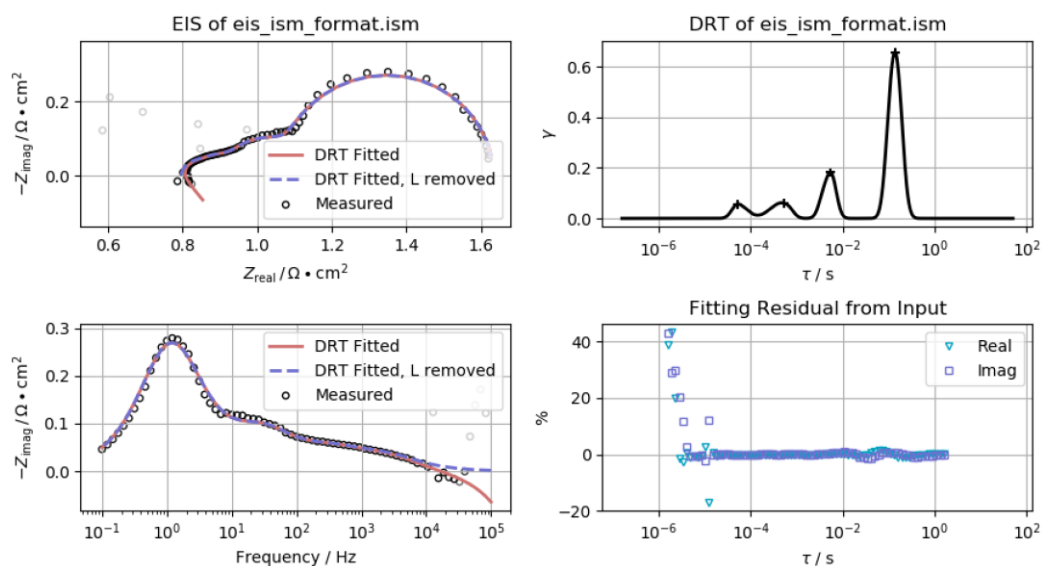 EIS of eis_ism_format.ism
−Z_imag / Ω • cm²
0.2
0.0
DRT Fitted
DRT Fitted, L removed
Measured
0.6 0.8 1.0 1.2 1.4 1.6
Z_real / Ω • cm²
DRT of eis_ism_format.ism
γ
0.6
0.4
0.2
0.0
10⁻⁶ 10⁻⁴ 10⁻² 10⁰ 10²
τ / s
−Z_imag / Ω • cm²
0.3
0.2
0.1
0.0
DRT Fitted
DRT Fitted, L removed
Measured
10⁻¹ 10⁰ 10¹ 10² 10³ 10⁴ 10⁵
Frequency / Hz
Fitting Residual from Input
%
40
20
0
−20
Real
Imag
10⁻⁶ 10⁻⁴ 10⁻² 10⁰ 10²
τ / s